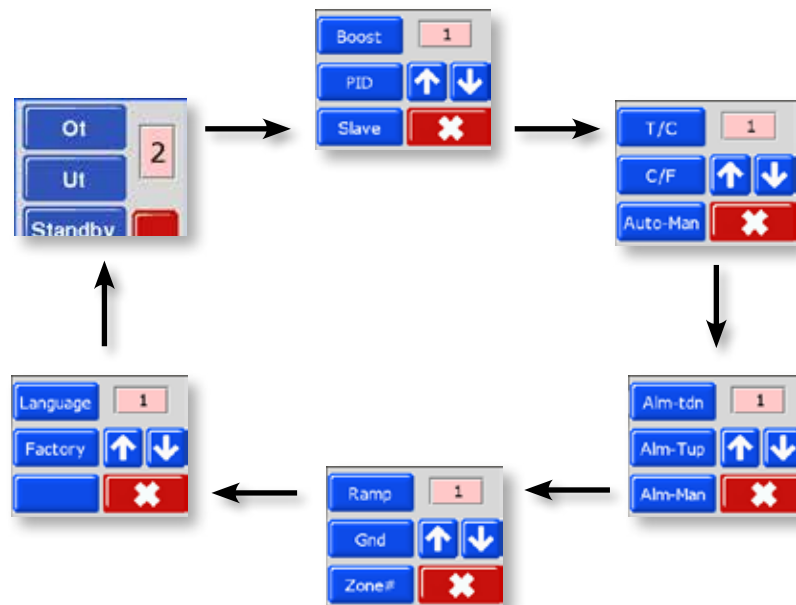 Boost 1
PID
Slave
Ot
2
Ut
Standby
T/C 1
C/F
Auto-Man
Alm-tdn 1
Alm-Tup
Alm-Man
Ramp 1
Gnd
Zone#
Language 1
Factory